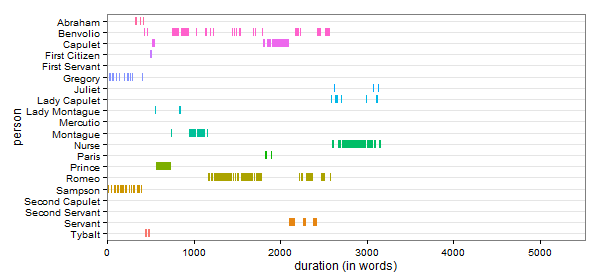 Abraham
Benvolio
Capulet
First Citizen
First Servant
Gregory
Juliet
Lady Capulet
Lady Montague
Mercutio
Montague
Nurse
Paris
Prince
Romeo
Sampson
Second Capulet
Second Servant
Servant
Tybalt
person
0 1000 2000 3000 4000 5000
duration (in words)